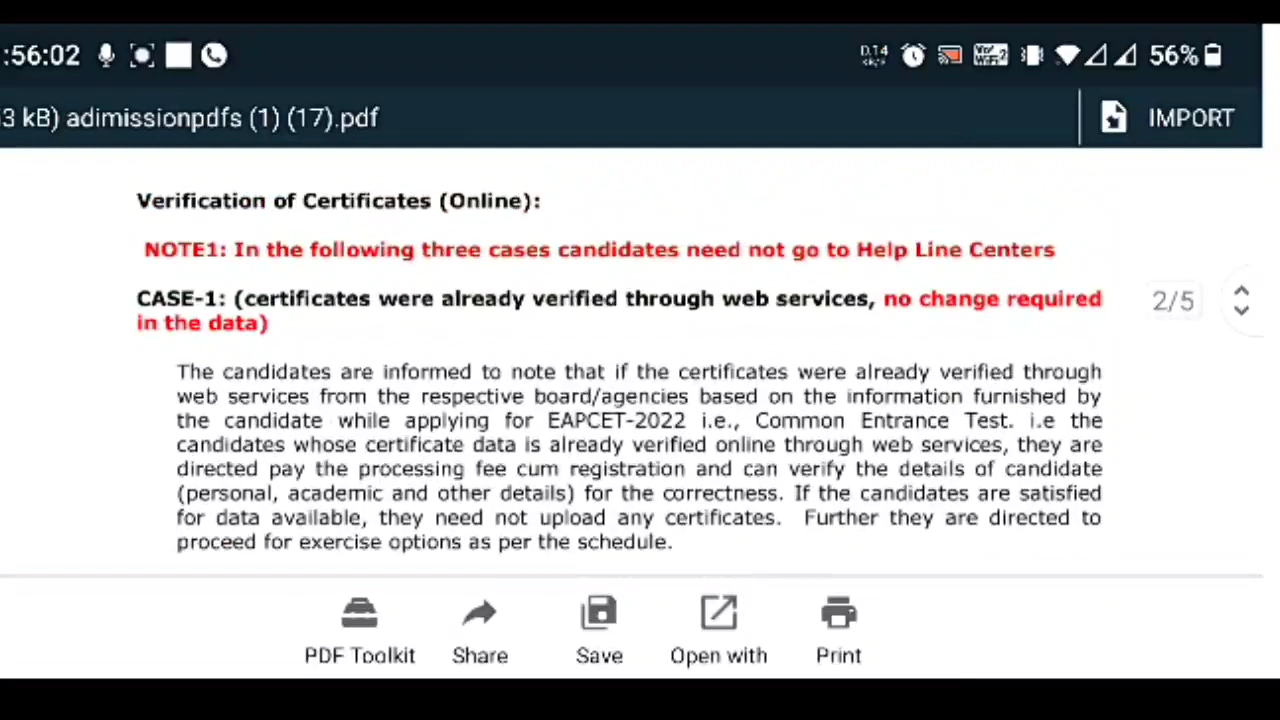 :56:02
56%
3 kB) adimissionpdfs (1) (17).pdf
IMPORT
Verification of Certificates (Online):
NOTE1: In the following three cases candidates need not go to Help Line Centers
CASE-1: (certificates were already verified through web services, no change required
in the data)
2/5
The candidates are informed to note that if the certificates were already verified through
web services from the respective board/agencies based on the information furnished by
the candidate while applying for EAPCET-2022 i.e., Common Entrance Test. i.e the
candidates whose certificate data is already verified online through web services, they are
directed pay the processing fee cum registration and can verify the details of candidate
(personal, academic and other details) for the correctness. If the candidates are satisfied
for data available, they need not upload any certificates. Further they are directed to
proceed for exercise options as per the schedule.
PDF Toolkit
Share
Save
Open with
Print